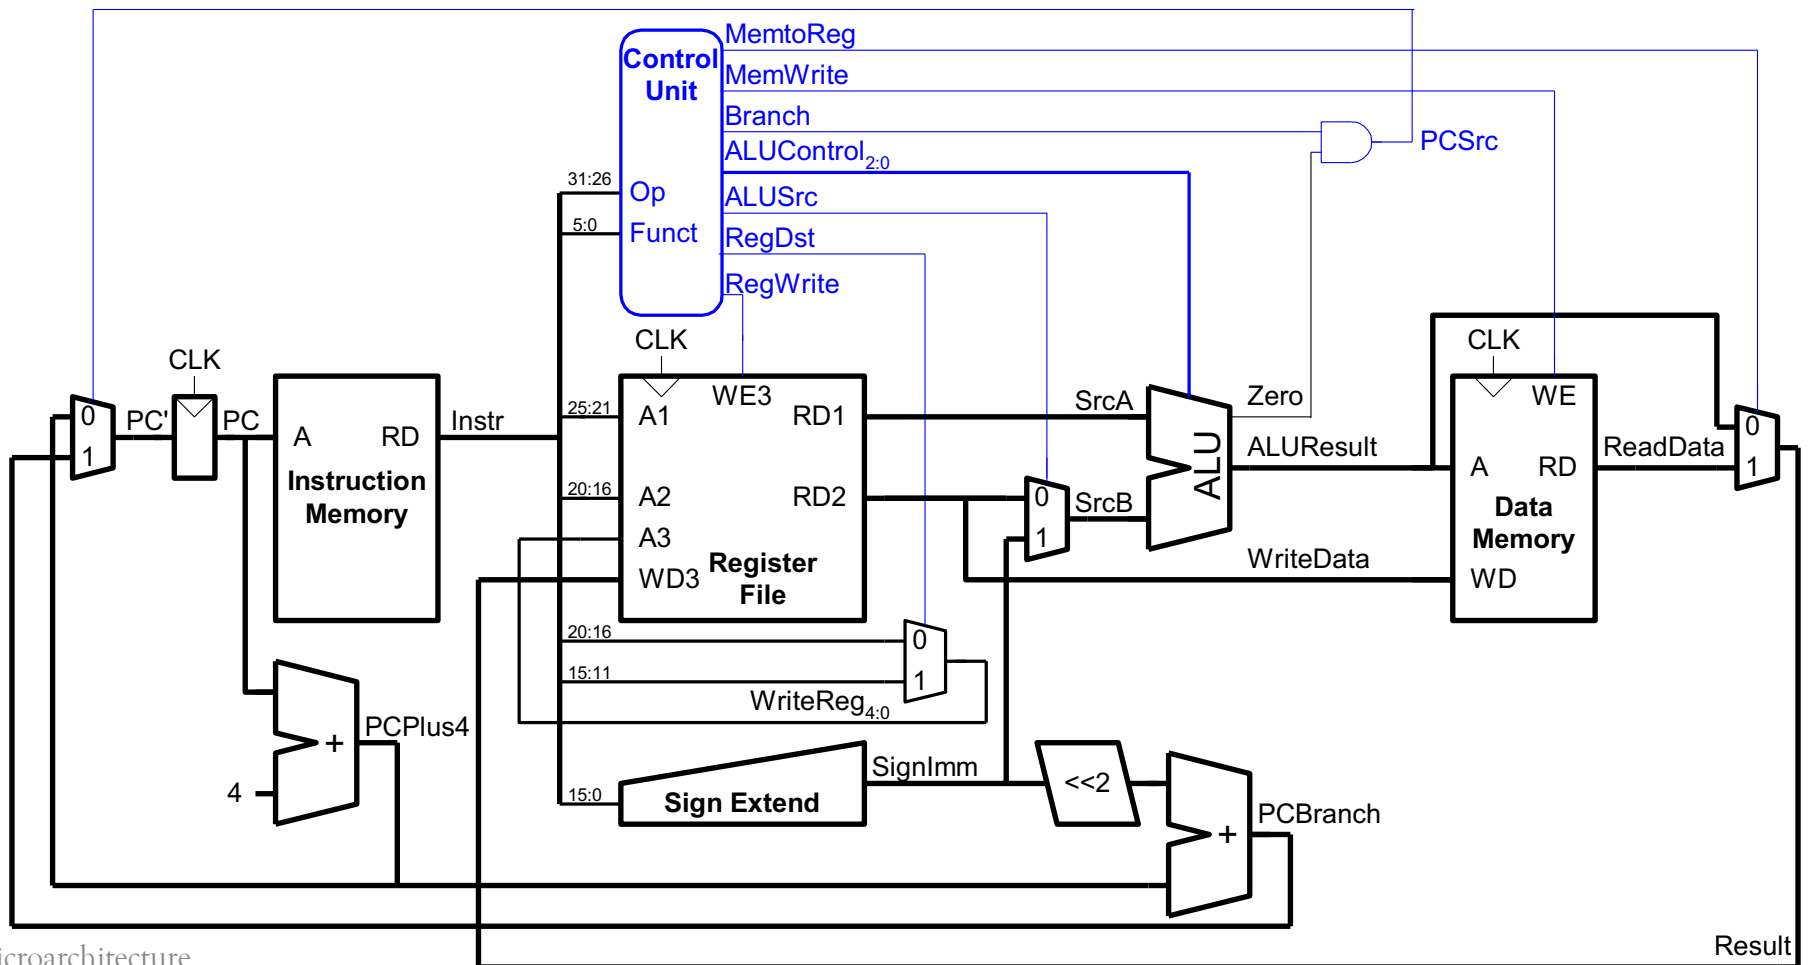 MemtoReg
Control
Unit
MemWrite
Branch
ALUControl2:0
PCSrc
31:26
Op
ALUSrc
5:0
Funct
RegDst
RegWrite
CLK
CLK
CLK
0
1
PC'
PC
A
RD
Instruction
Memory
Instr
25:21
A1
WE3
RD1
20:16
A2
RD2
A3
WD3
Register
File
SrcA
0
1
SrcB
ALU
Zero
ALUResult
WriteData
WE
A
RD
Data
Memory
WD
ReadData
0
1
20:16
0
15:11
1
WriteReg4:0
PCPlus4
+
4
SignImm
15:0
Sign Extend
<<2
+
PCBranch
Result
icroarchitecture